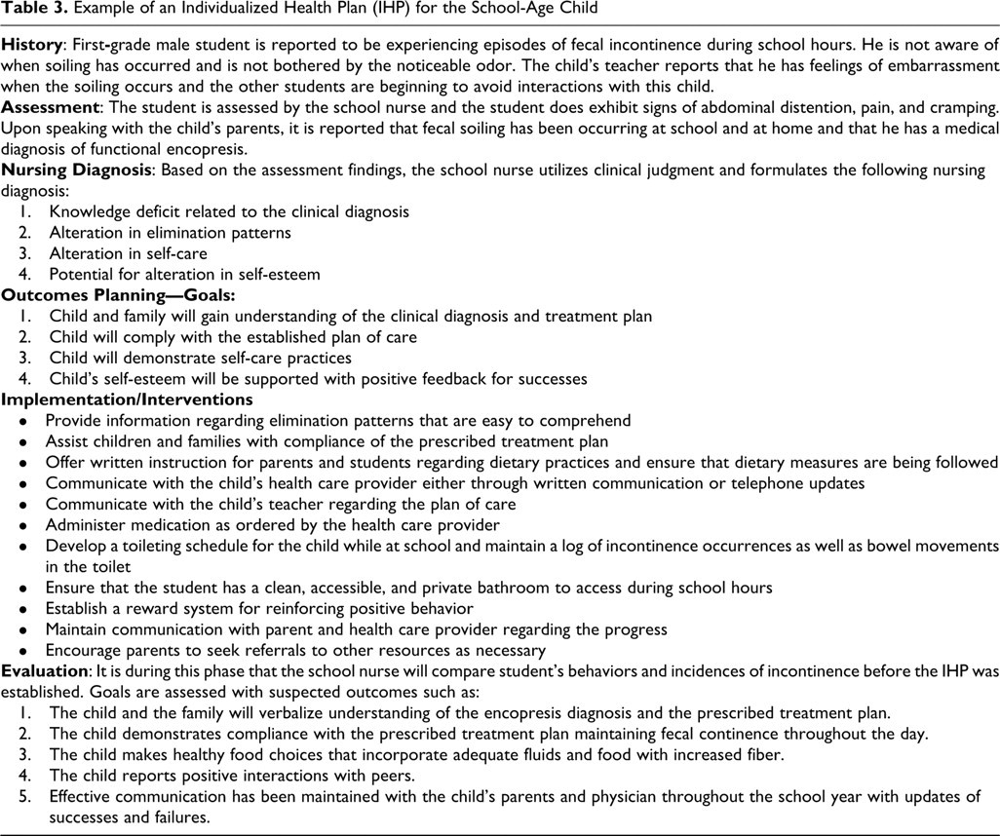 Table 3. Example of an Individualized Health Plan (IHP) for the School-Age Child
History: First-grade male student is reported to be experiencing episodes of fecal incontinence during school hours. He is not aware of
when soiling has occurred and is not bothered by the noticeable odor. The child's teacher reports that he has feelings of embarrassment
when the soiling occurs and the other students are beginning to avoid interactions with this child.
Assessment: The student is assessed by the school nurse and the student does exhibit signs of abdominal distention, pain, and cramping.
Upon speaking with the child's parents, it is reported that fecal soiling has been occurring at school and at home and that he has a medical
diagnosis of functional encopresis.
Nursing Diagnosis: Based on the assessment findings, the school nurse utilizes clinical judgment and formulates the following nursing
diagnosis:
1. Knowledge deficit related to the clinical diagnosis
2. Alteration in elimination patterns
3. Alteration in self-care
4. Potential for alteration in self-esteem
Outcomes Planning—Goals:
1. Child and family will gain understanding of the clinical diagnosis and treatment plan
2. Child will comply with the established plan of care
3. Child will demonstrate self-care practices
4. Child's self-esteem will be supported with positive feedback for successes
Implementation/Interventions
● Provide information regarding elimination patterns that are easy to comprehend
● Assist children and families with compliance of the prescribed treatment plan
● Offer written instruction for parents and students regarding dietary practices and ensure that dietary measures are being followed
● Communicate with the child's health care provider either through written communication or telephone updates
● Communicate with the child's teacher regarding the plan of care
● Administer medication as ordered by the health care provider
● Develop a toileting schedule for the child while at school and maintain a log of incontinence occurrences as well as bowel movements
in the toilet
● Ensure that the student has a clean, accessible, and private bathroom to access during school hours
● Establish a reward system for reinforcing positive behavior
● Maintain communication with parent and health care provider regarding the progress
● Encourage parents to seek referrals to other resources as necessary
Evaluation: It is during this phase that the school nurse will compare student's behaviors and incidences of incontinence before the IHP was
established. Goals are assessed with suspected outcomes such as:
1. The child and the family will verbalize understanding of the encopresis diagnosis and the prescribed treatment plan.
2. The child demonstrates compliance with the prescribed treatment plan maintaining fecal continence throughout the day.
3. The child makes healthy food choices that incorporate adequate fluids and food with increased fiber.
4. The child reports positive interactions with peers.
5. Effective communication has been maintained with the child's parents and physician throughout the school year with updates of
successes and failures.